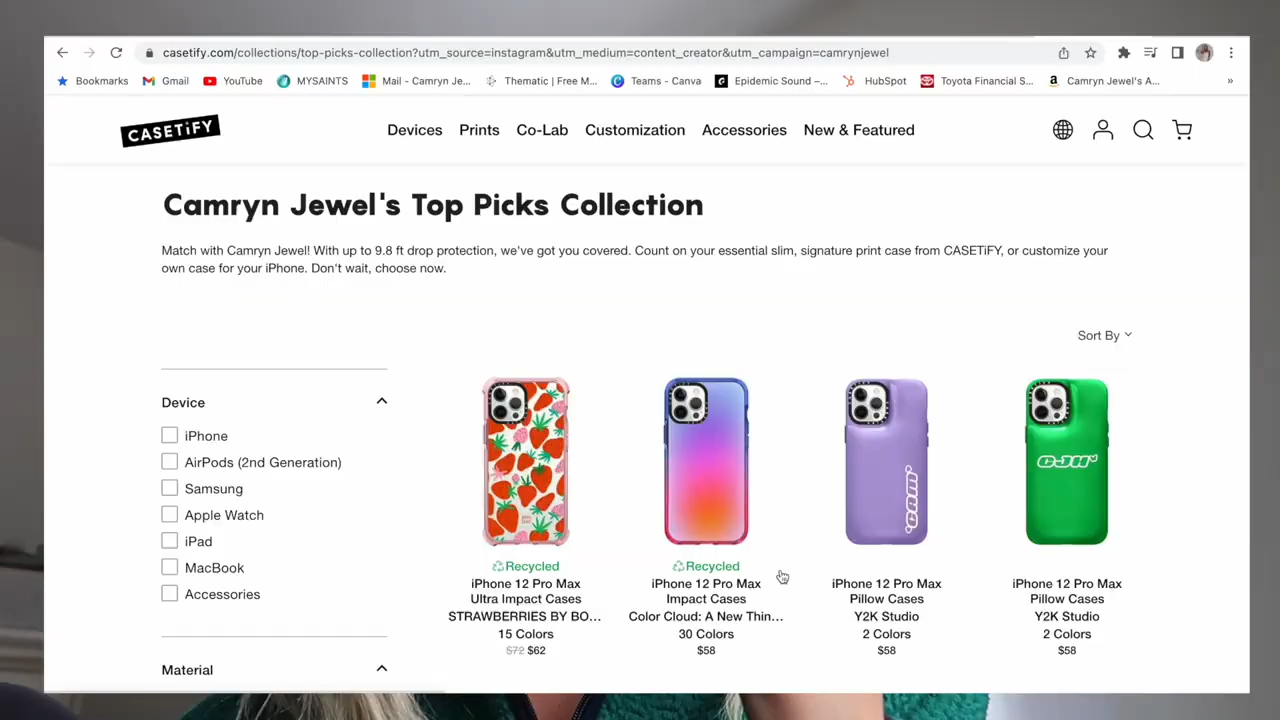 casetify.com/collections/top-picks-collection?utm_source=instagram&utm_medium=content_creator&utm_campaign=camrynjewel
Bookmarks Gmail YouTube MYSAINTS Mail - Camryn Je... Thematic | Free M... Teams - Canva Epidemic Sound –... HubSpot Toyota Financial S... Camryn Jewel's A... »
CASETiFY Devices Prints Co-Lab Customization Accessories New & Featured
Camryn Jewel's Top Picks Collection
Match with Camryn Jewel! With up to 9.8 ft drop protection, we've got you covered. Count on your essential slim, signature print case from CASETiFY, or customize your
own case for your iPhone. Don't wait, choose now.
Sort By
Device
iPhone
AirPods (2nd Generation)
Samsung
Apple Watch
iPad
MacBook
Accessories
Material
Recycled
iPhone 12 Pro Max
Ultra Impact Cases
STRAWBERRIES BY BO...
15 Colors
$72 $62
Recycled
iPhone 12 Pro Max
Impact Cases
Color Cloud: A New Thin...
30 Colors
$58
CAM
iPhone 12 Pro Max
Pillow Cases
Y2K Studio
2 Colors
$58
CJH
iPhone 12 Pro Max
Pillow Cases
Y2K Studio
2 Colors
$58